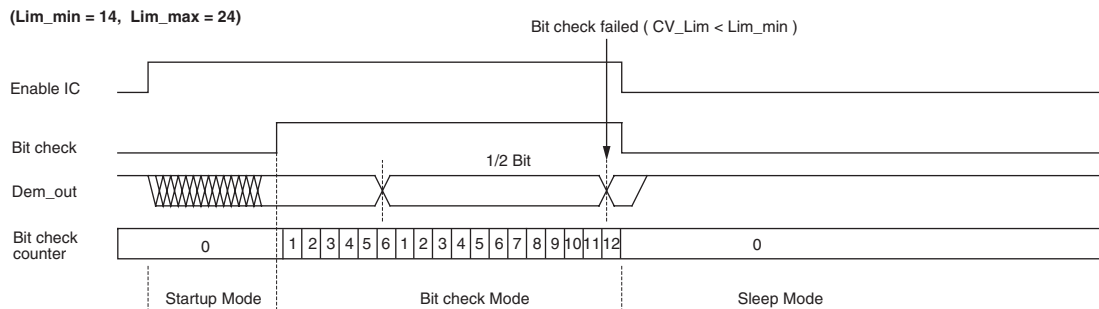 (Lim_min = 14, Lim_max = 24)
Bit check failed ( CV_Lim < Lim_min )
Enable IC
Bit check
1/2 Bit
Dem_out
Bit check
counter
0 1 2 3 4 5 6 1 2 3 4 5 6 7 8 9 10 11 12 0
Startup Mode Bit check Mode Sleep Mode